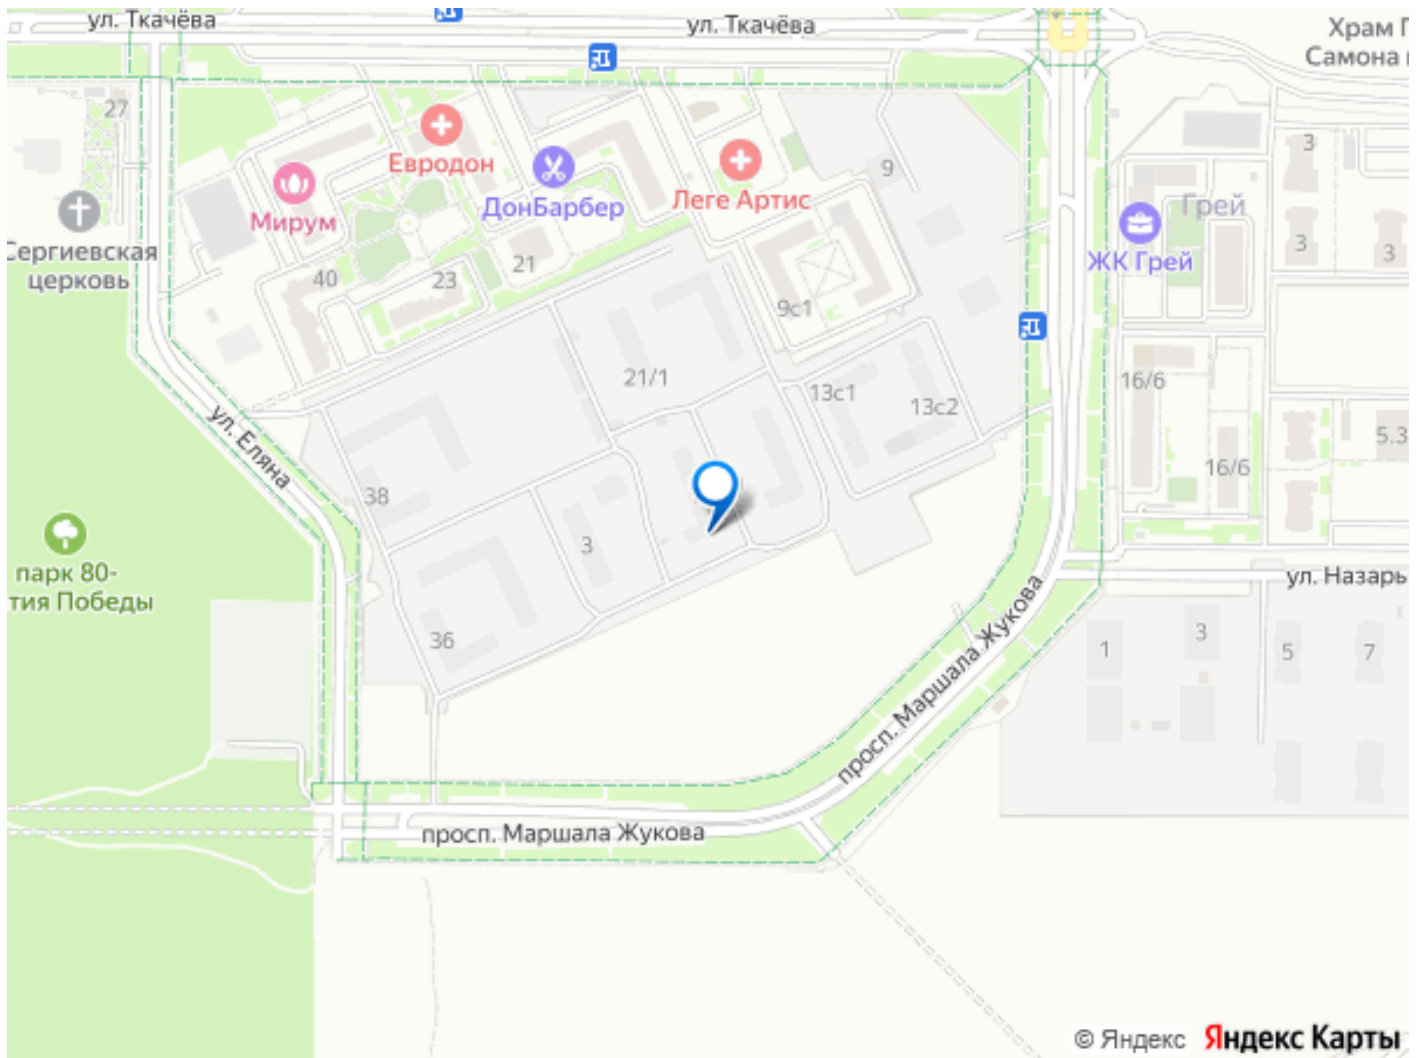 ул. Ткачёва
ул. Ткачёва
Храм
Самона
27
Евродон
9
3
Мирум
ДонБарбер
Леге Артис
Грей
Сергиевская
церковь
3
3
ЖК Грей
40
23
21
9с1
21/1
13с1
13с2
16/6
5.3
ул. Еляна
16/6
38
3
парк 80-
тия Победы
ул. Назарь
36
просп. Маршала Жукова
1
3
5
7
просп. Маршала Жукова
© Яндекс Яндекс Карты